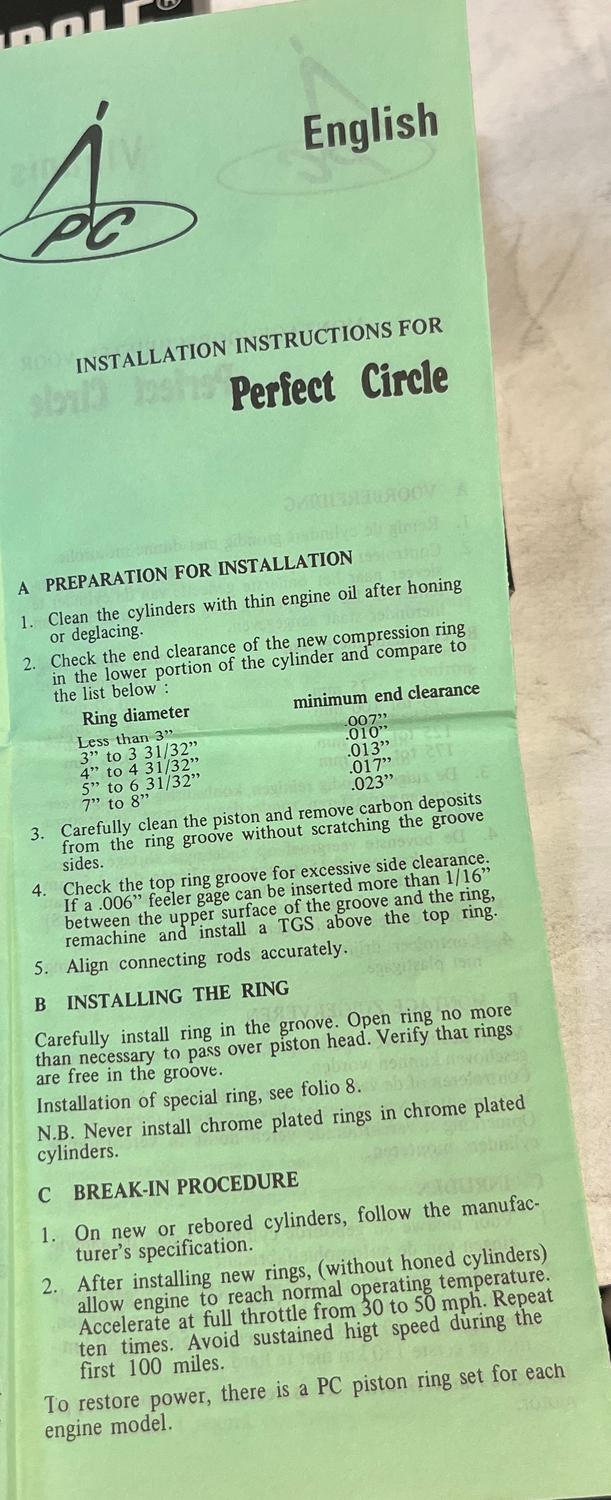 English
PC
INSTALLATION INSTRUCTIONS FOR
Perfect Circle
A PREPARATION FOR INSTALLATION
1. Clean the cylinders with thin engine oil after honing
or deglacing.
2. Check the end clearance of the new compression ring
in the lower portion of the cylinder and compare to
the list below :
Ring diameter minimum end clearance
Less than 3” .007”
3” to 3 31/32” .010”
4” to 4 31/32” .013”
5” to 6 31/32” .017”
7” to 8” .023”
3. Carefully clean the piston and remove carbon deposits
from the ring groove without scratching the groove
sides.
4. Check the top ring groove for excessive side clearance.
If a .006” feeler gage can be inserted more than 1/16”
between the upper surface of the groove and the ring,
remachine and install a TGS above the top ring.
5. Align connecting rods accurately.
B INSTALLING THE RING
Carefully install ring in the groove. Open ring no more
than necessary to pass over piston head. Verify that rings
are free in the groove.
Installation of special ring, see folio 8.
N.B. Never install chrome plated rings in chrome plated
cylinders.
C BREAK-IN PROCEDURE
1. On new or rebored cylinders, follow the manufac-
turer's specification.
2. After installing new rings, (without honed cylinders)
allow engine to reach normal operating temperature.
Accelerate at full throttle from 30 to 50 mph. Repeat
ten times. Avoid sustained higt speed during the
first 100 miles.
To restore power, there is a PC piston ring set for each
engine model.